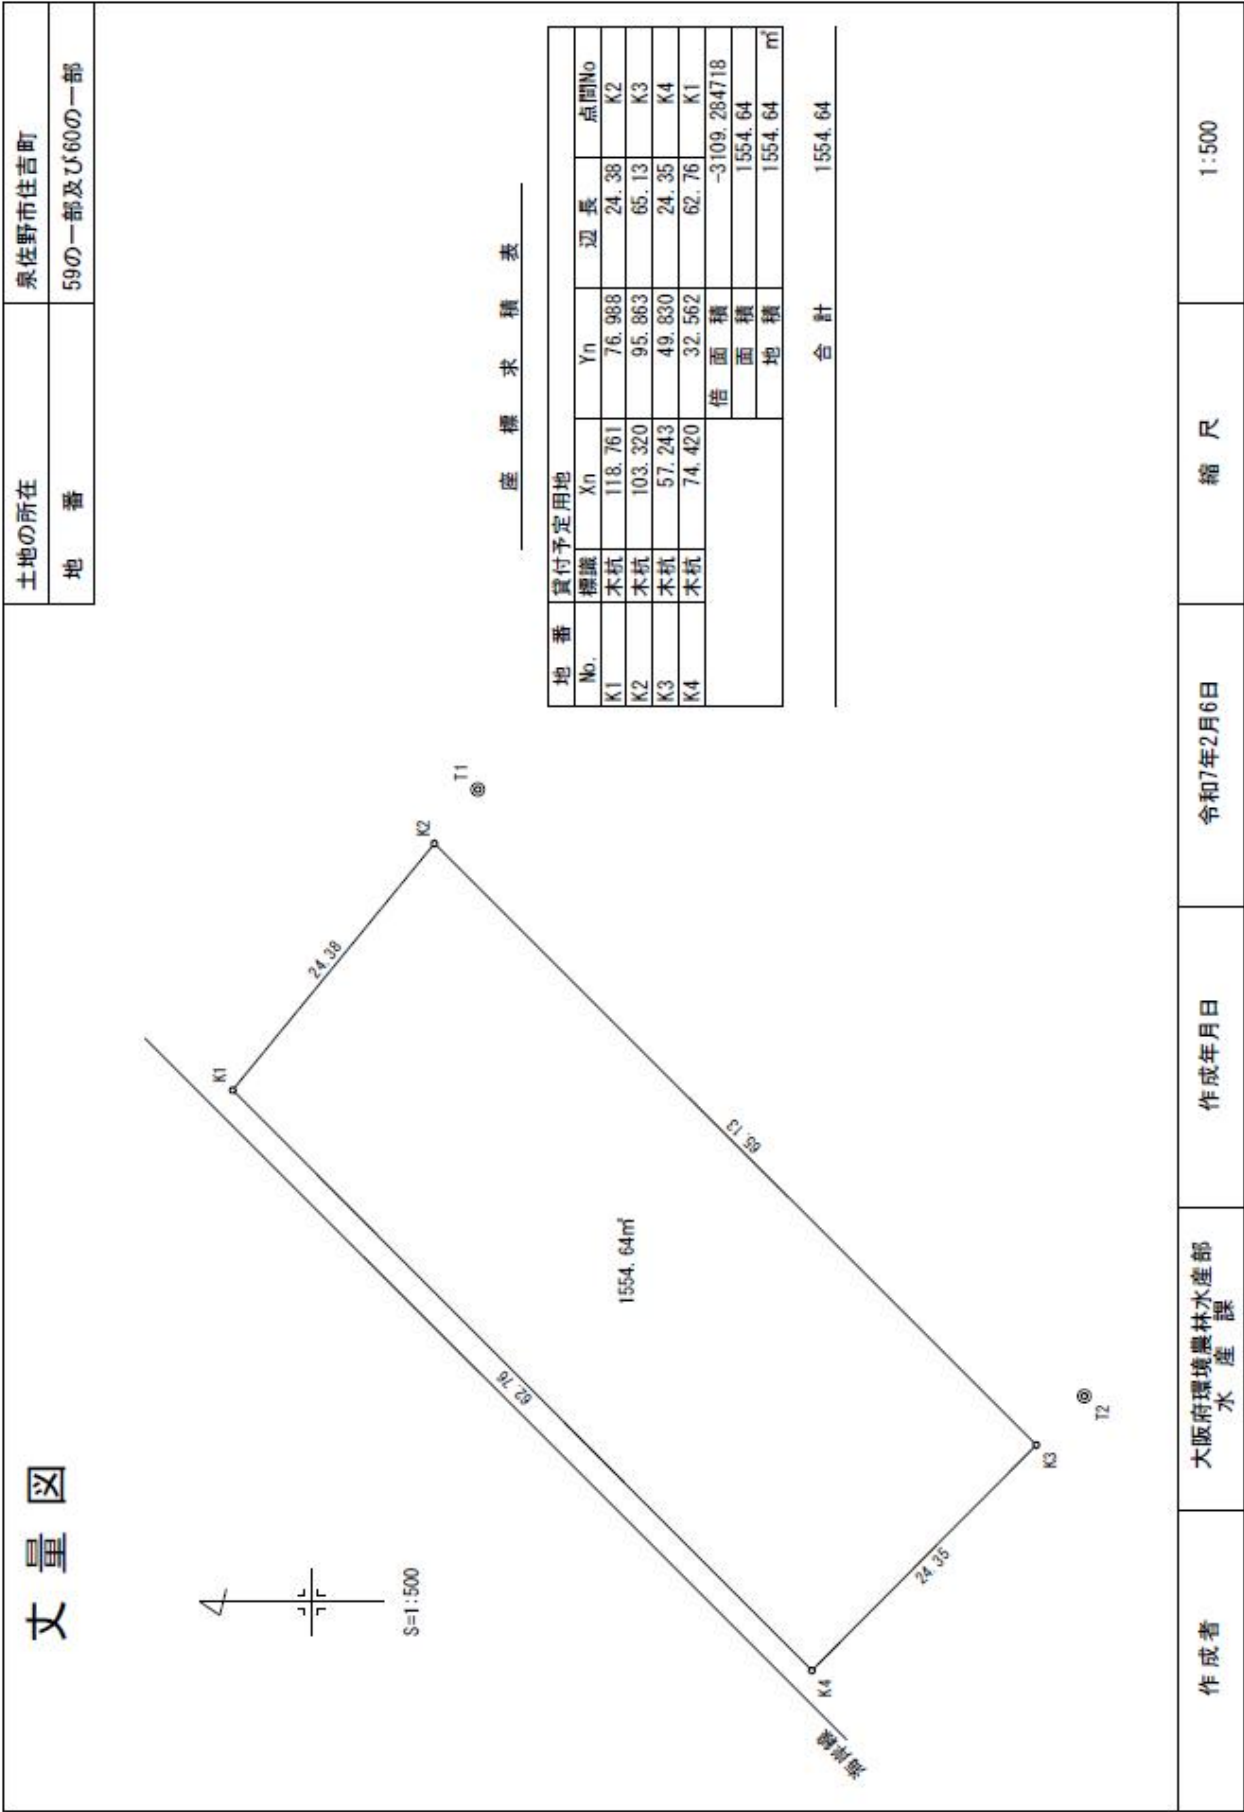 丈量図
土地の所在 泉佐野市住吉町
地 番 59の一部及び60の一部
S=1:500
K1
24.38
K2
T1
62.76
1554.64㎡
65.13
K4
24.35
K3
T2
海岸線
座標求積表
地 番 貸付予定用地
No. 標識 Xn Yn 辺 長 点間No
K1 木杭 118.761 76.988 24.38 K2
K2 木杭 103.320 95.863 65.13 K3
K3 木杭 57.243 49.830 24.35 K4
K4 木杭 74.420 32.562 62.76 K1
倍 面 積 -3109.284718
面 積 1554.64
地 積 1554.64 ㎡
合 計 1554.64
作成者 大阪府環境農林水産部 作成年月日 令和7年2月6日 縮 尺 1:500
水 産 課